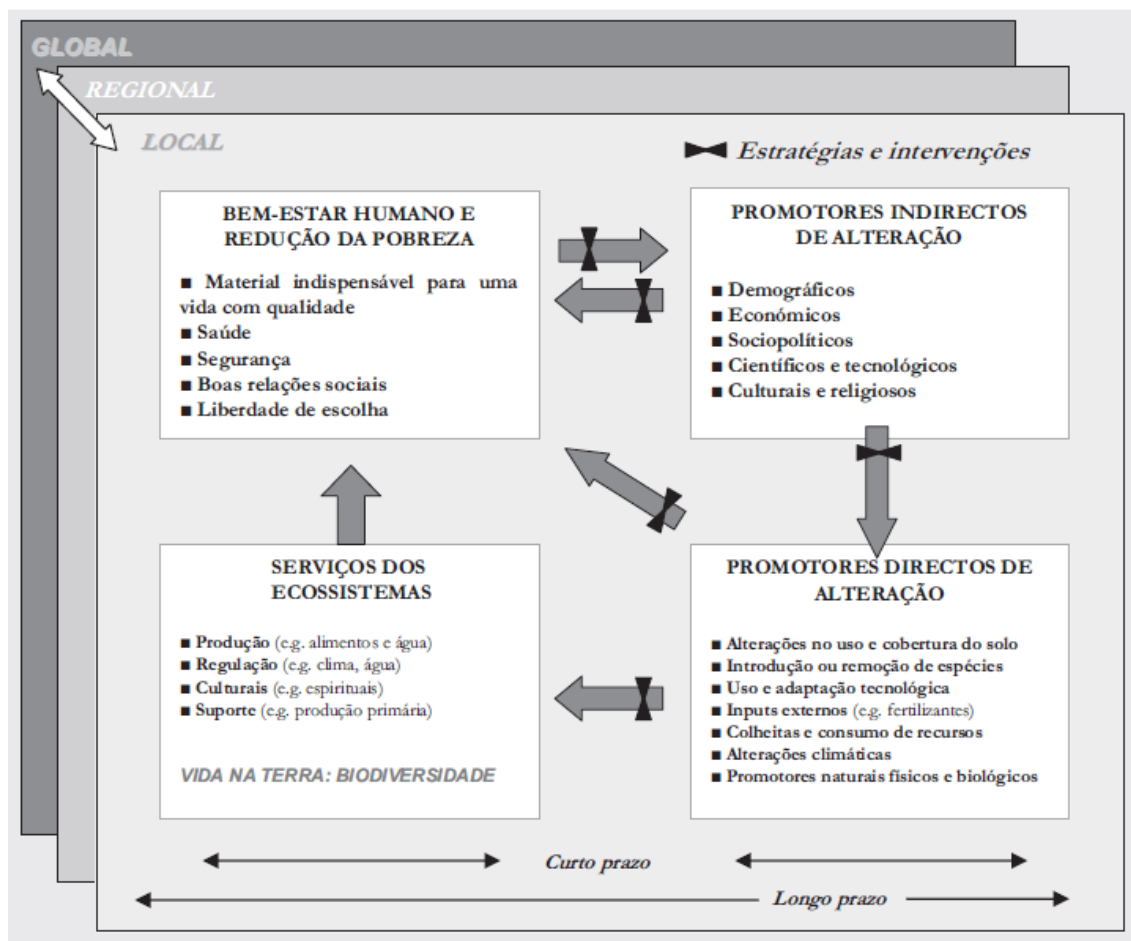 GLOBAL
REGIONAL
LOCAL
Estratégias e intervenções
BEM-ESTAR HUMANO E
REDUÇÃO DA POBREZA
■ Material indispensável para uma
vida com qualidade
■ Saúde
■ Segurança
■ Boas relações sociais
■ Liberdade de escolha
PROMOTORES INDIRECTOS
DE ALTERAÇÃO
■ Demográficos
■ Económicos
■ Sociopolíticos
■ Científicos e tecnológicos
■ Culturais e religiosos
SERVIÇOS DOS
ECOSSISTEMAS
■ Produção (e.g. alimentos e água)
■ Regulação (e.g. clima, água)
■ Culturais (e.g. espirituais)
■ Suporte (e.g. produção primária)
VIDA NA TERRA: BIODIVERSIDADE
PROMOTORES DIRECTOS DE
ALTERAÇÃO
■ Alterações no uso e cobertura do solo
■ Introdução ou remoção de espécies
■ Uso e adaptação tecnológica
■ Inputs externos (e.g. fertilizantes)
■ Colheitas e consumo de recursos
■ Alterações climáticas
■ Promotores naturais físicos e biológicos
Curto prazo
Longo prazo